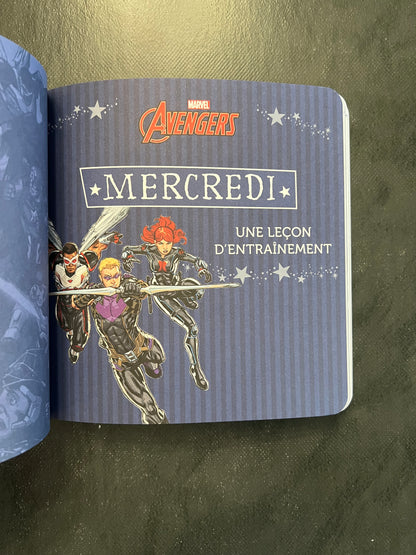 MARVEL
AVENGERS
MERCREDI
UNE LEÇON
D'ENTRAÎNEMENT